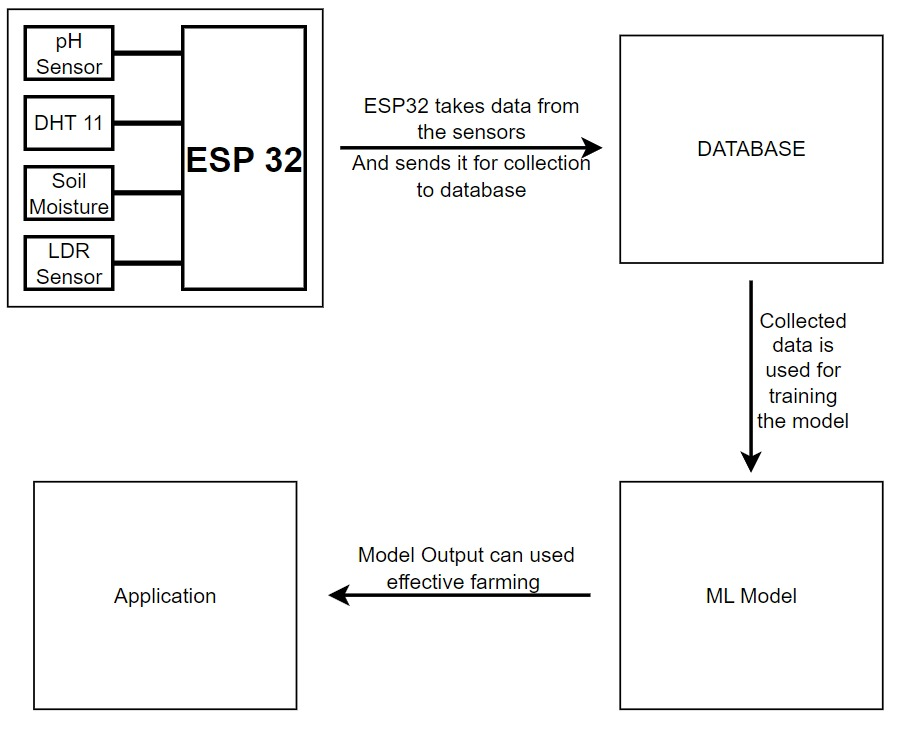 pH
Sensor
DHT 11
Soil
Moisture
LDR
Sensor
ESP 32
ESP32 takes data from
the sensors
And sends it for collection
to database
DATABASE
Collected
data is
used for
training
the model
ML Model
Model Output can used
effective farming
Application